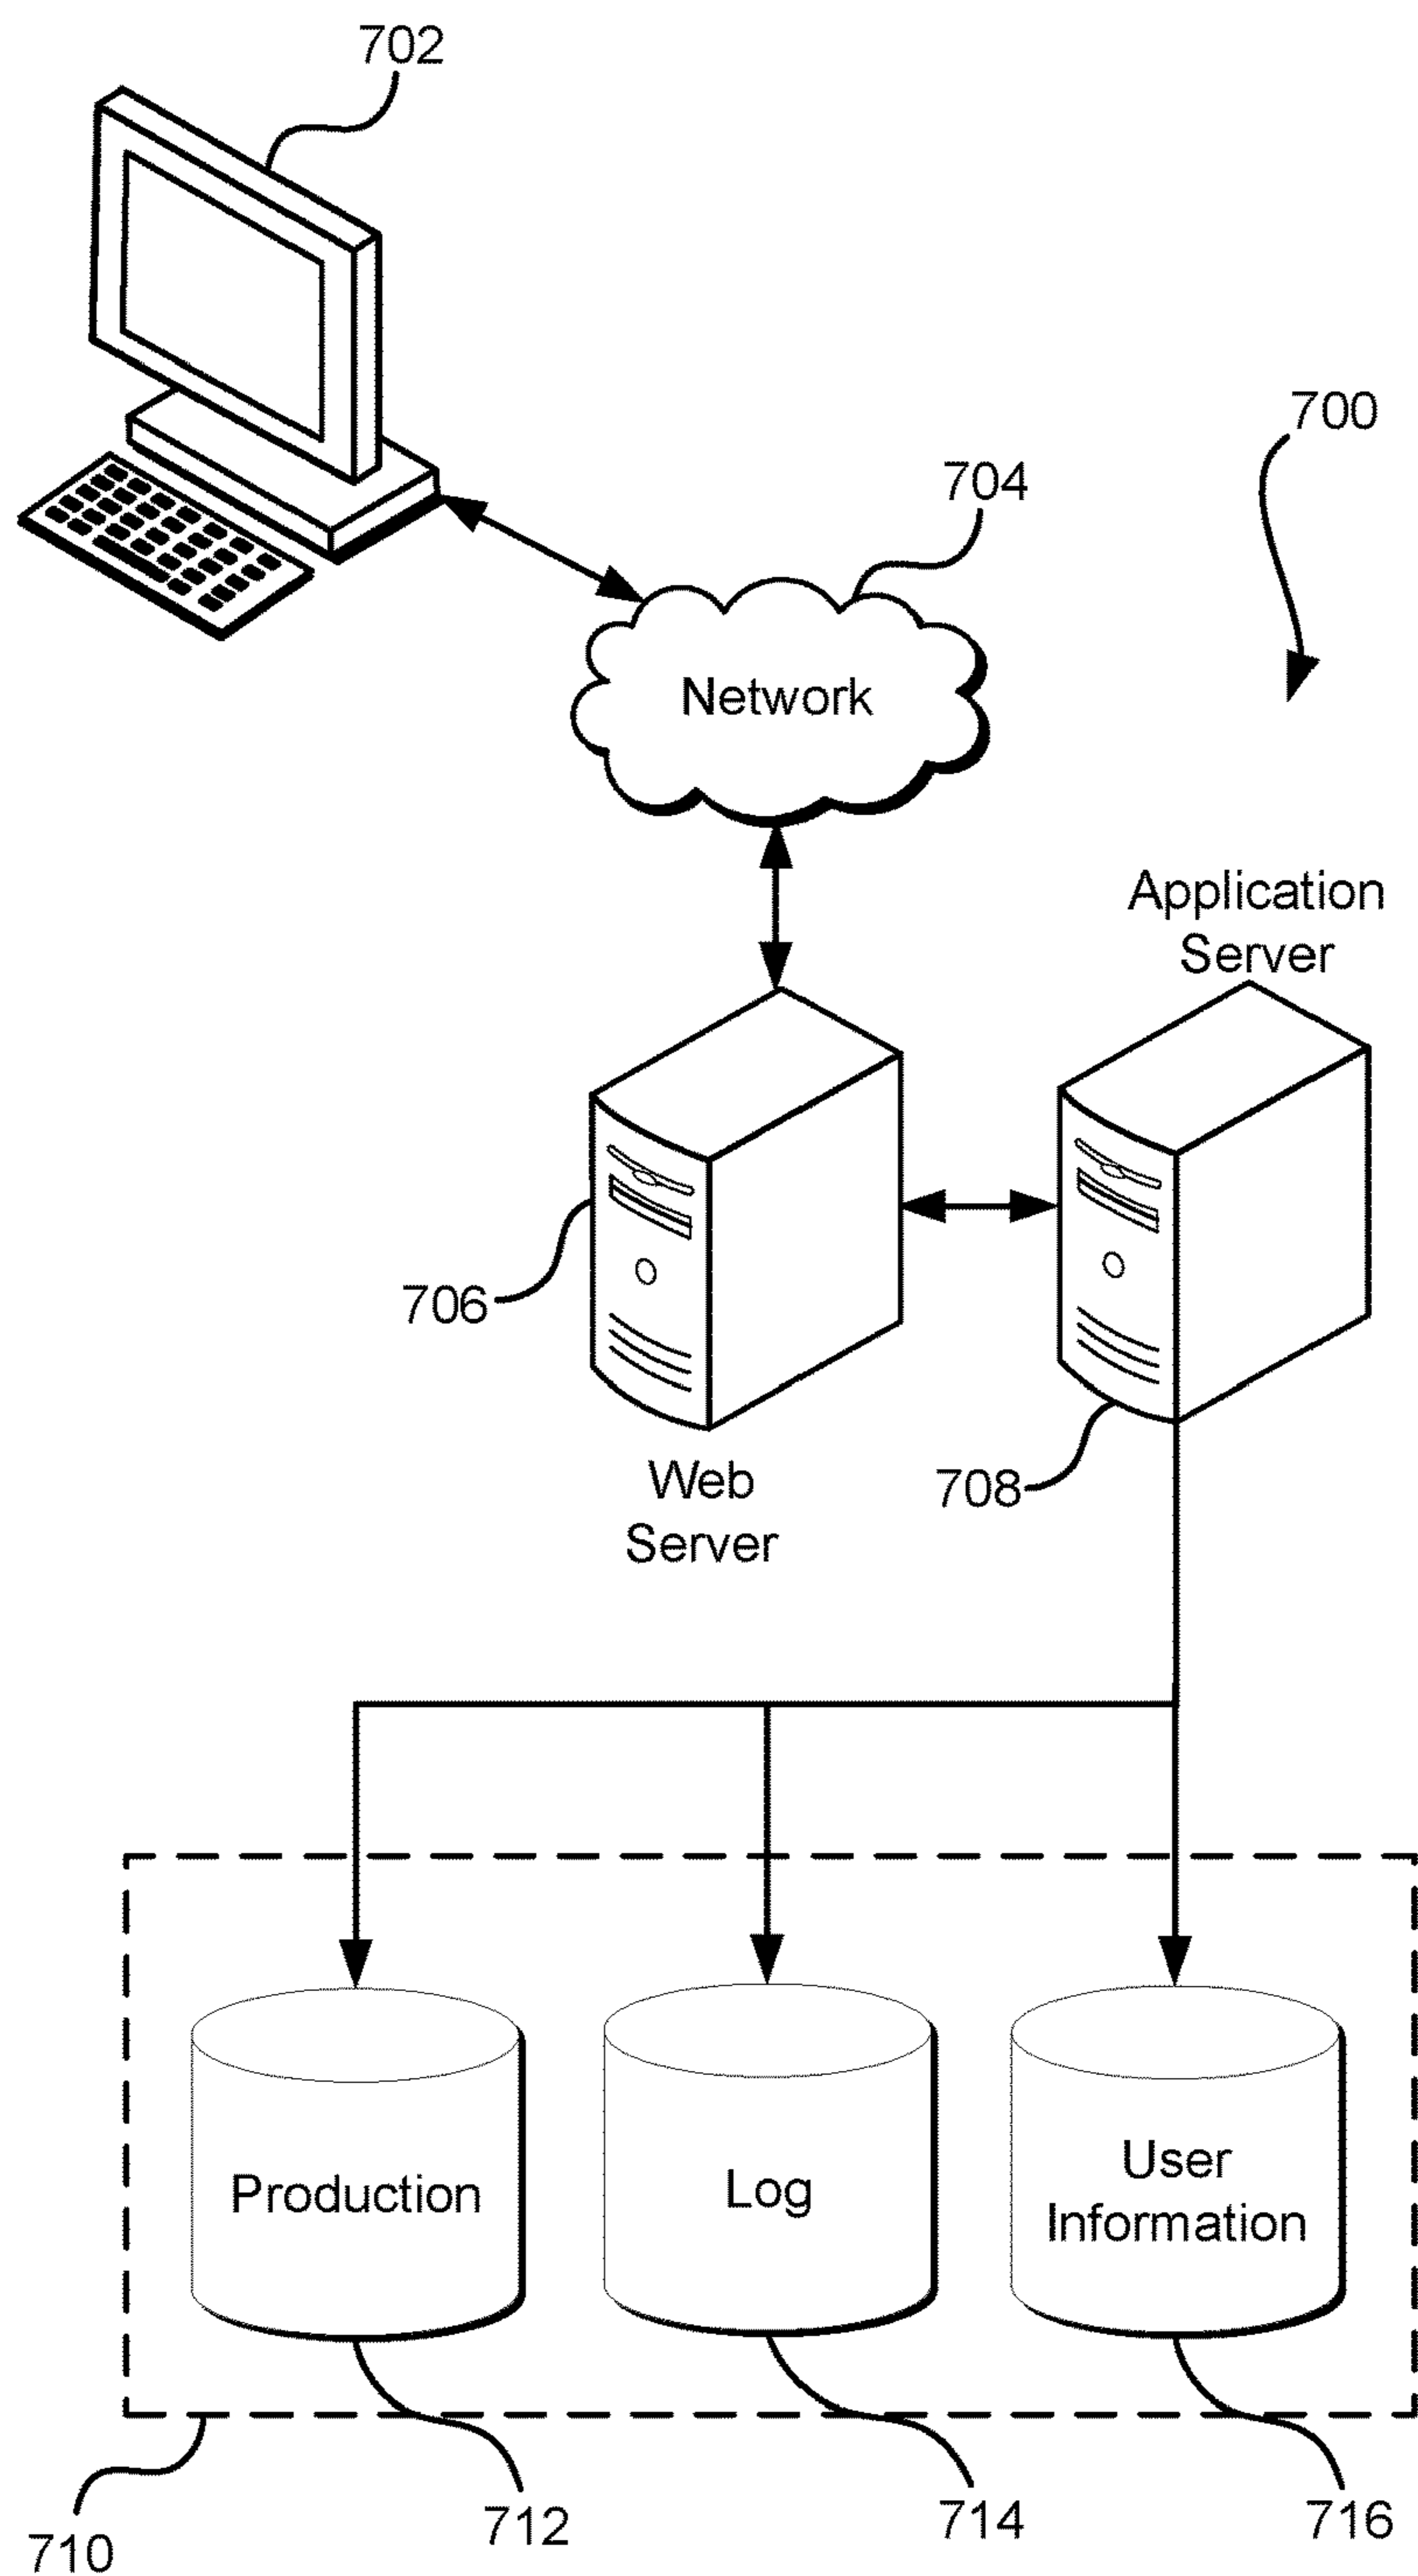 702
700
704
Network
Application
Server
706
708
Web
Server
Production
Log
User
Information
710
712
714
716